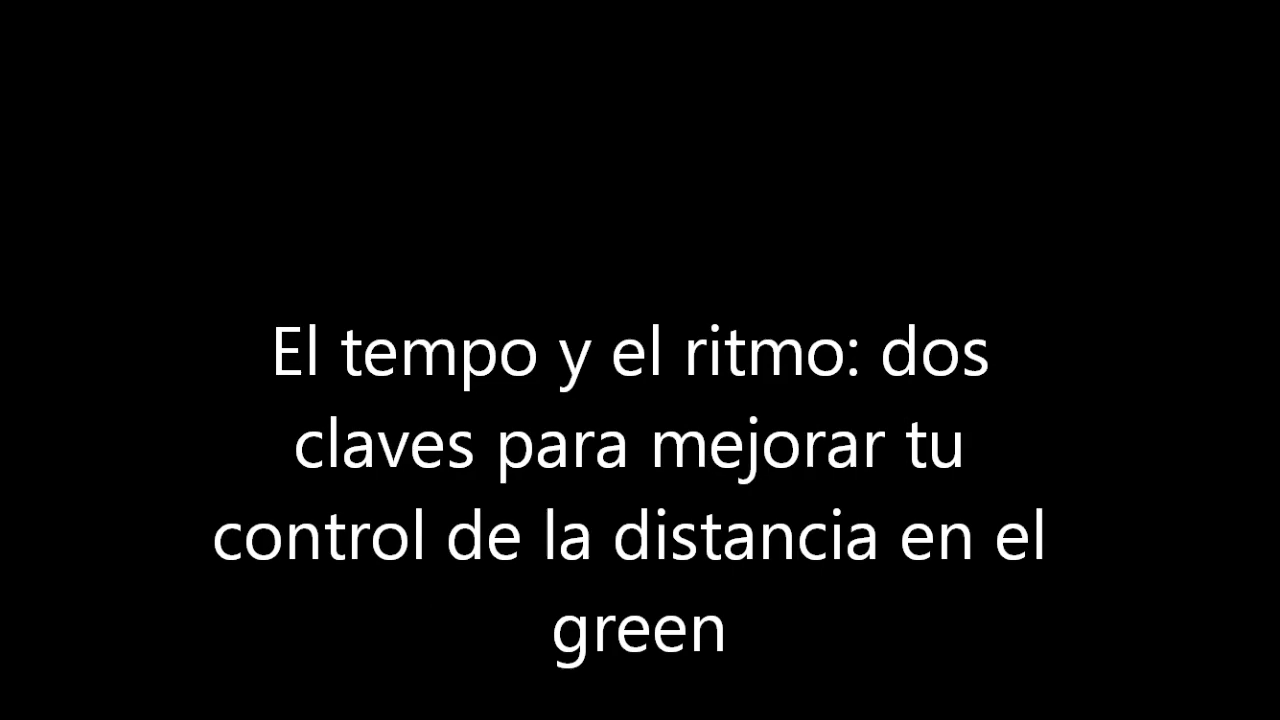 El tempo y el ritmo: dos
claves para mejorar tu
control de la distancia en el
green